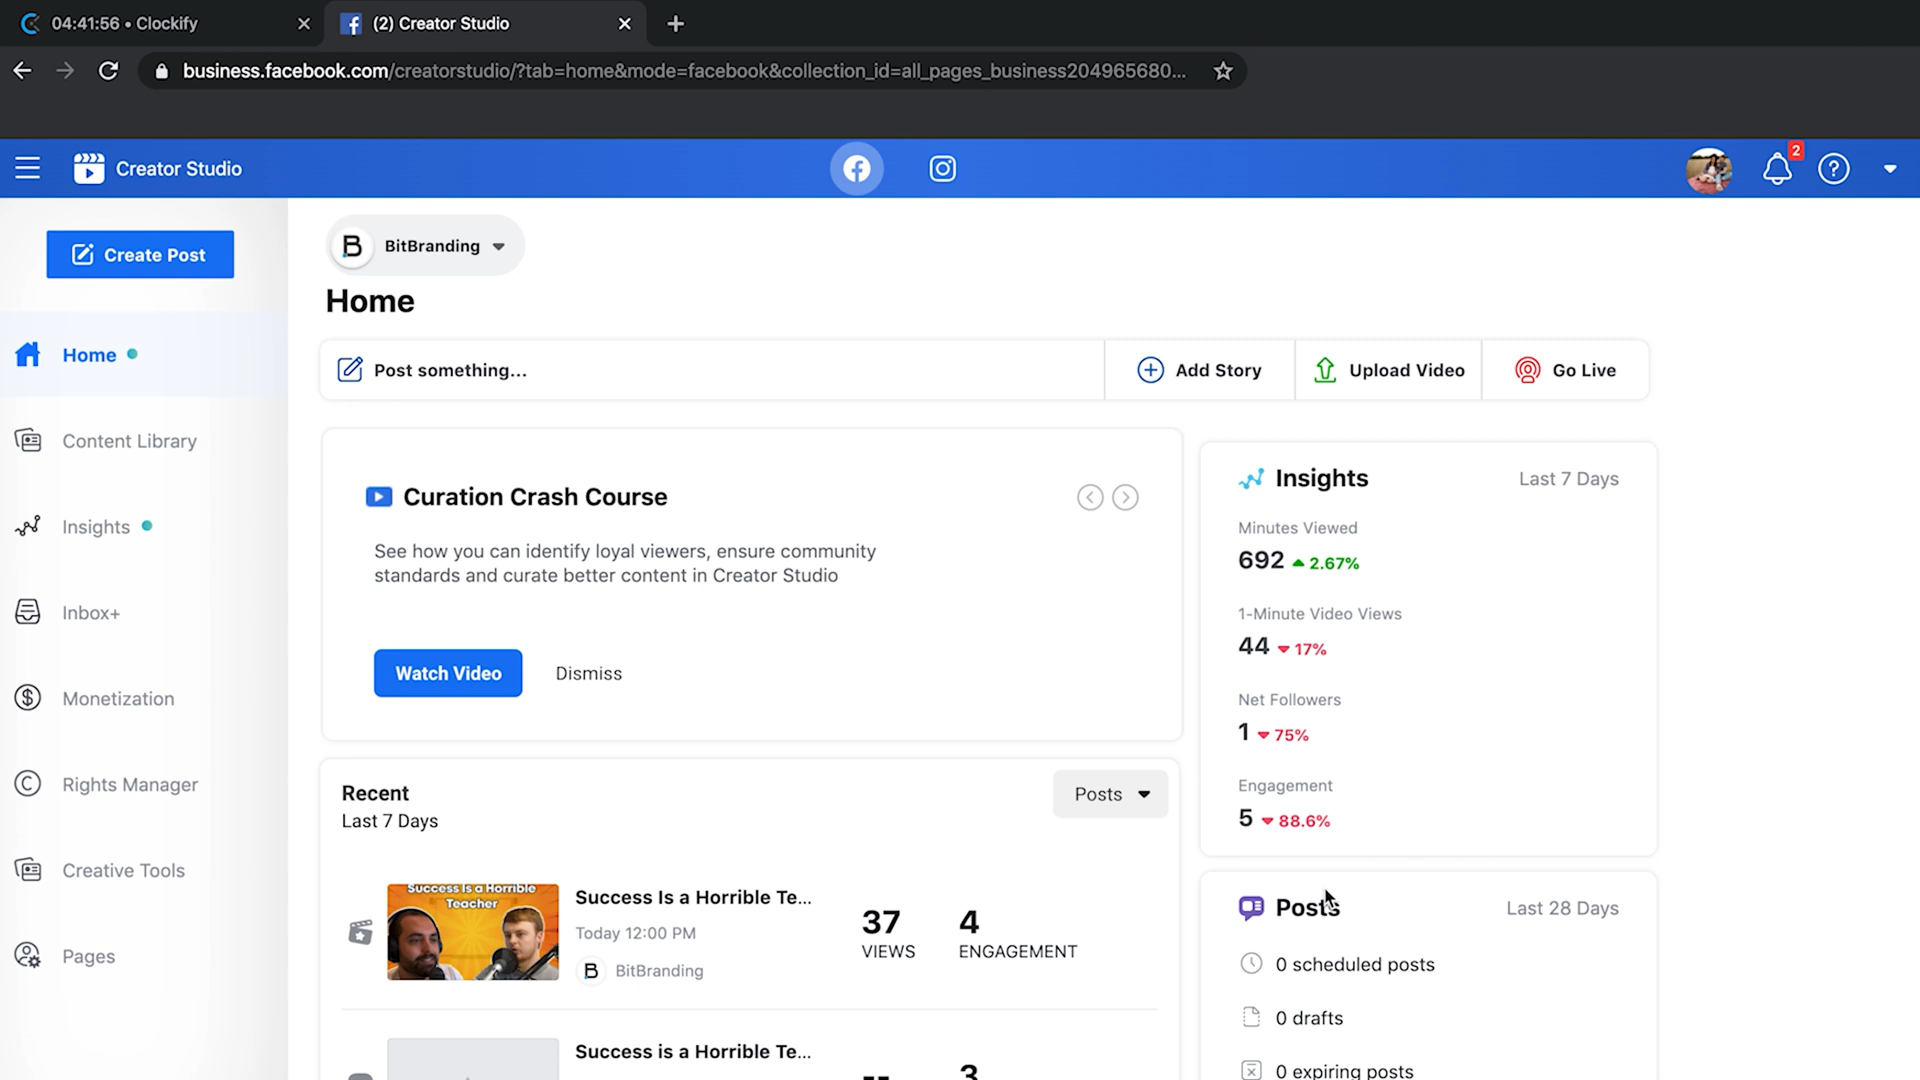 04:41:56 • Clockify
(2) Creator Studio
business.facebook.com/creatorstudio/?tab=home&mode=facebook&collection_id=all_pages_business204965680...
Creator Studio
2
Create Post
Home
Content Library
Insights
Inbox+
Monetization
Rights Manager
Creative Tools
Pages
B BitBranding
Home
Post something...
Add Story
Upload Video
Go Live
Curation Crash Course
See how you can identify loyal viewers, ensure community
standards and curate better content in Creator Studio
Watch Video
Dismiss
Recent
Last 7 Days
Posts
Success Is a Horrible
Teacher
Success Is a Horrible Te...
Today 12:00 PM
B BitBranding
37
VIEWS
4
ENGAGEMENT
Success is a Horrible Te...
--
3
Insights
Last 7 Days
Minutes Viewed
692 2.67%
1-Minute Video Views
44 17%
Net Followers
1 75%
Engagement
5 88.6%
Posts
Last 28 Days
0 scheduled posts
0 drafts
0 expiring posts